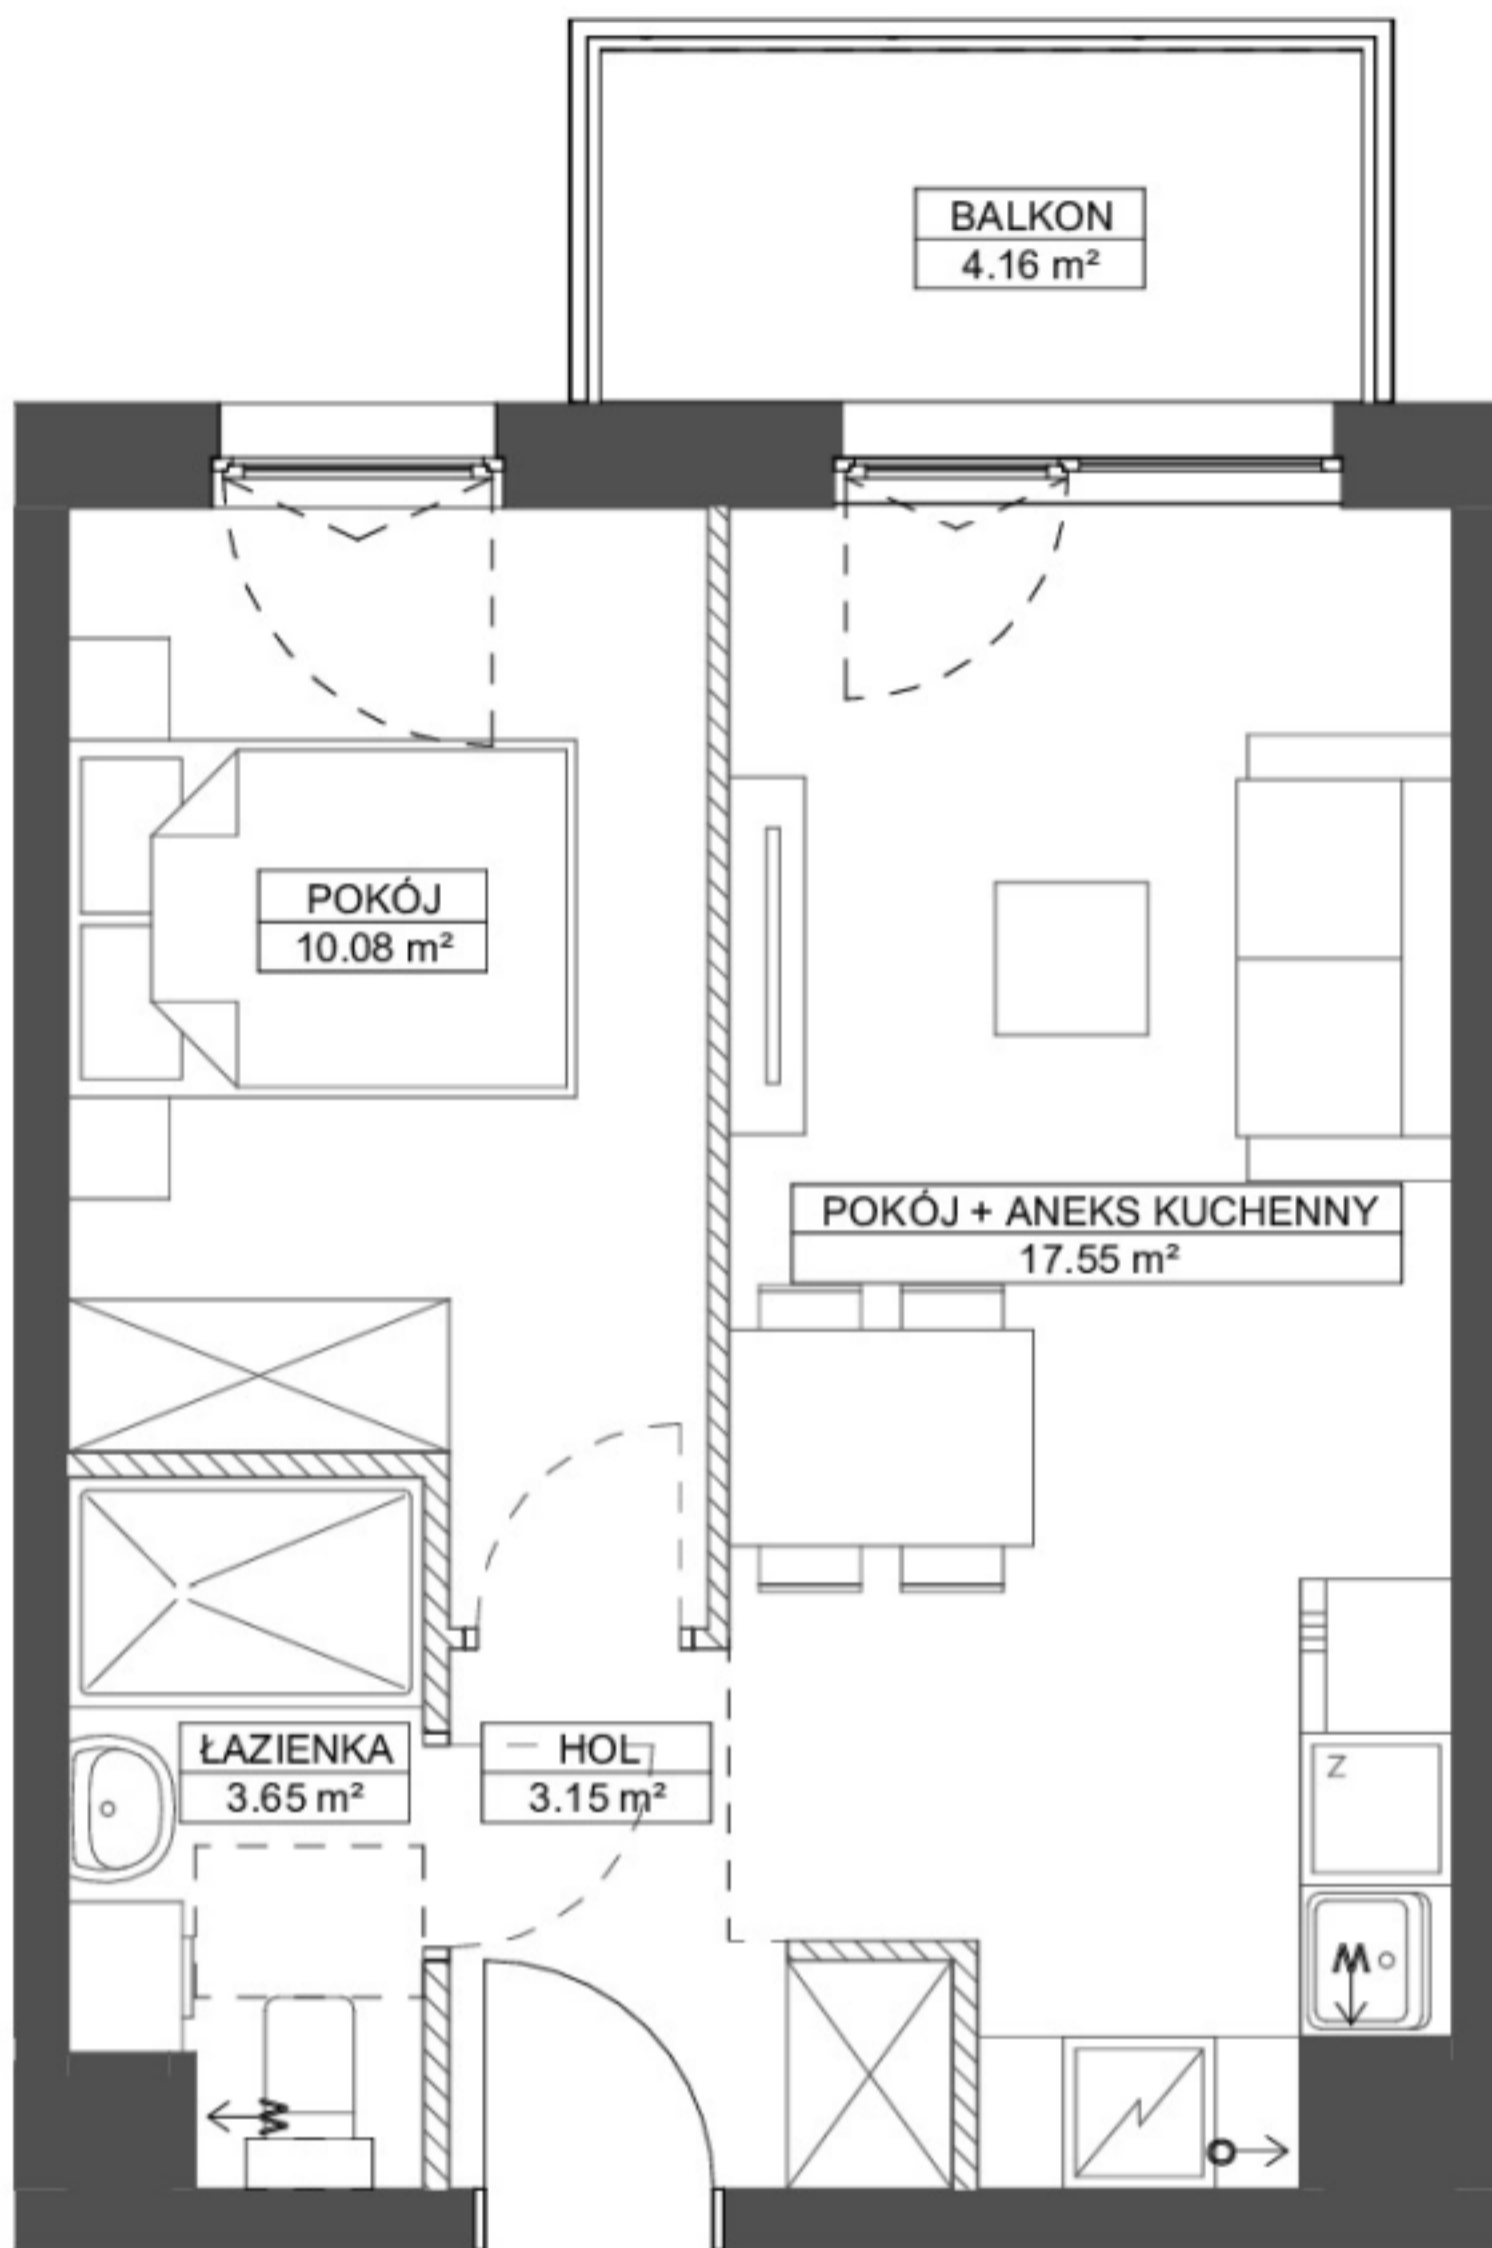 BALKON
4.16 m²
POKÓJ
10.08 m²
POKÓJ + ANEKS KUCHENNY
17.55 m²
ŁAZIENKA
3.65 m²
HOL
3.15 m²
Z
W
W